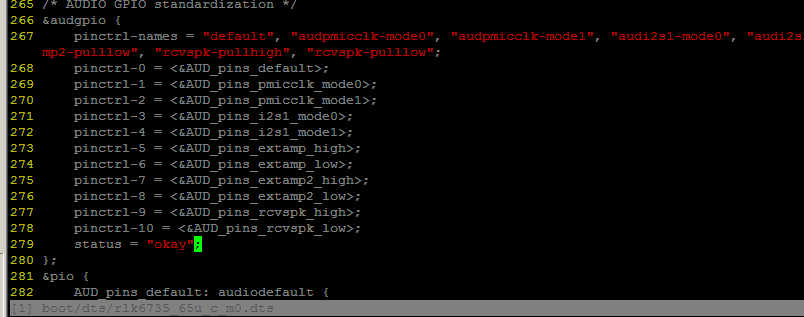 265 /* AUDIO GPIO standardization */
266 &audgpio {
267 pinctrl-names = "default", "audpmicclk-mode0", "audpmicclk-mode1", "audi2s1-mode0", "audi2s
mp2-pulllow", "rcvspk-pullhigh", "rcvspk-pulllow";
268 pinctrl-0 = <&AUD_pins_default>;
269 pinctrl-1 = <&AUD_pins_pmicclk_mode0>;
270 pinctrl-2 = <&AUD_pins_pmicclk_mode1>;
271 pinctrl-3 = <&AUD_pins_i2s1_mode0>;
272 pinctrl-4 = <&AUD_pins_i2s1_mode1>;
273 pinctrl-5 = <&AUD_pins_extamp_high>;
274 pinctrl-6 = <&AUD_pins_extamp_low>;
275 pinctrl-7 = <&AUD_pins_extamp2_high>;
276 pinctrl-8 = <&AUD_pins_extamp2_low>;
277 pinctrl-9 = <&AUD_pins_rcvspk_high>;
278 pinctrl-10 = <&AUD_pins_rcvspk_low>;
279 status = "okay";
280 };
281 &pio {
282 AUD_pins_default: audiodefault {
[1] boot/dts/rlk6735_65u_c_m0.dts